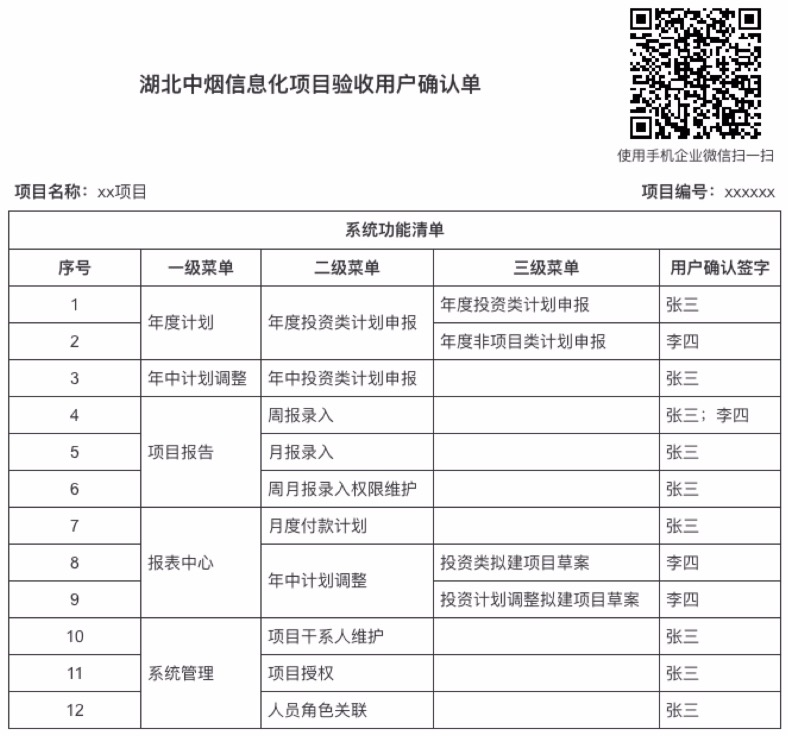 湖北中烟信息化项目验收用户确认单
使用手机企业微信扫一扫
项目名称：xx项目 项目编号：xxxxxx
系统功能清单
序号 一级菜单 二级菜单 三级菜单 用户确认签字
1 年度计划 年度投资类计划申报 年度投资类计划申报 张三
2 年度非项目类计划申报 李四
3 年中计划调整 年中投资类计划申报 张三
4 项目报告 周报录入 张三；李四
5 月报录入 张三
6 周月报录入权限维护 张三
7 报表中心 月度付款计划 张三
8 年中计划调整 投资类拟建项目草案 李四
9 投资计划调整拟建项目草案 李四
10 系统管理 项目干系人维护 张三
11 项目授权 张三
12 人员角色关联 张三